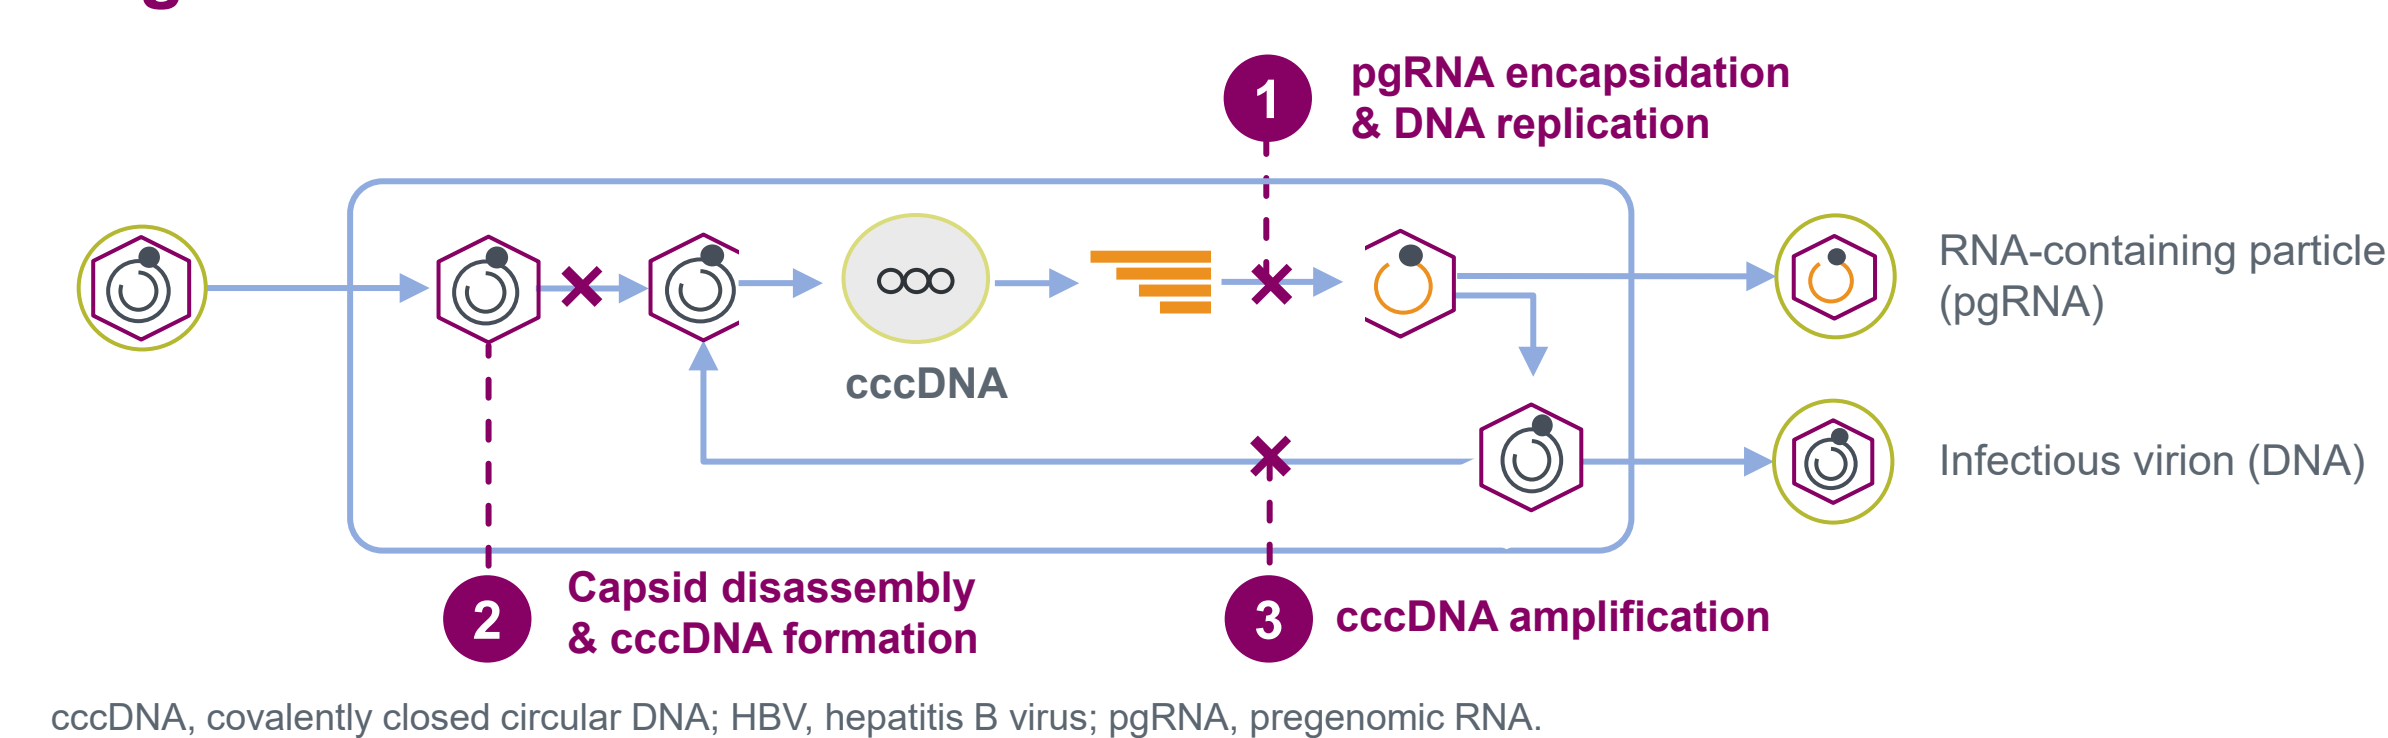 1
pgRNA encapsidation
& DNA replication
RNA-containing particle
(pgRNA)
cccDNA
Infectious virion (DNA)
2
Capsid disassembly
& cccDNA formation
3
cccDNA amplification
cccDNA, covalently closed circular DNA; HBV, hepatitis B virus; pgRNA, pregenomic RNA.